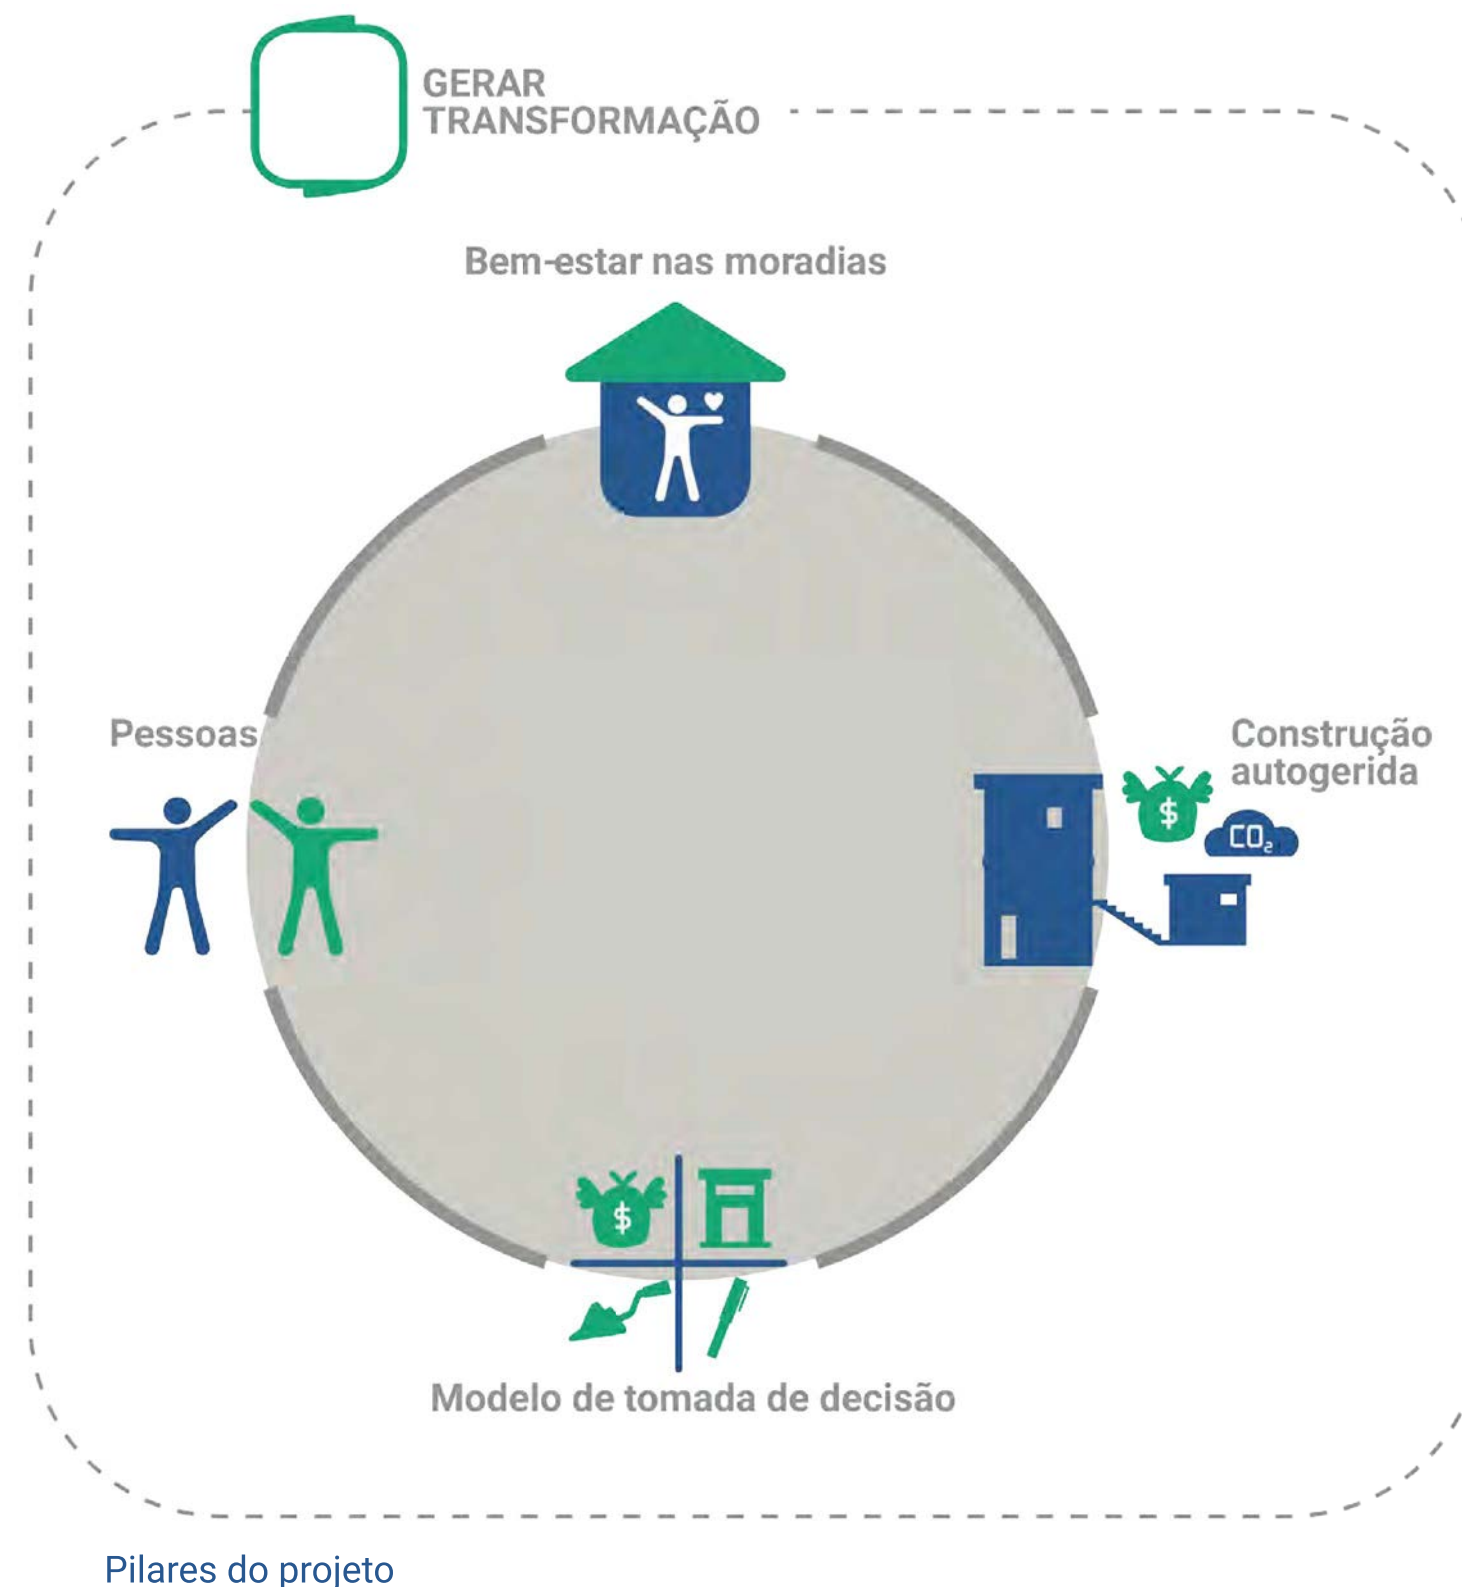 GERAR
TRANSFORMAÇÃO
Bem-estar nas moradias
Pessoas
Construção
autogerida
$
CO₂
$
Modelo de tomada de decisão
Pilares do projeto